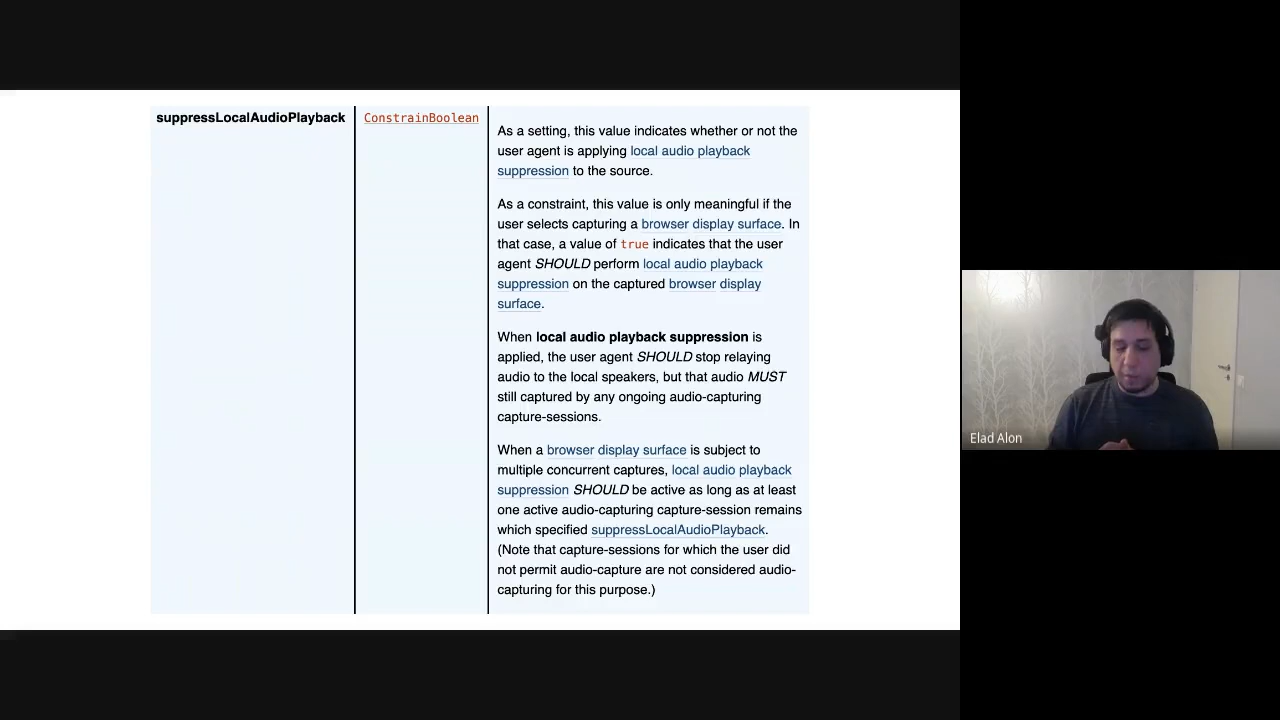 suppressLocalAudioPlayback
ConstrainBoolean
As a setting, this value indicates whether or not the
user agent is applying local audio playback
suppression to the source.
As a constraint, this value is only meaningful if the
user selects capturing a browser display surface. In
that case, a value of true indicates that the user
agent SHOULD perform local audio playback
suppression on the captured browser display
surface.
When local audio playback suppression is
applied, the user agent SHOULD stop relaying
audio to the local speakers, but that audio MUST
still captured by any ongoing audio-capturing
capture-sessions.
When a browser display surface is subject to
multiple concurrent captures, local audio playback
suppression SHOULD be active as long as at least
one active audio-capturing capture-session remains
which specified suppressLocalAudioPlayback.
(Note that capture-sessions for which the user did
not permit audio-capture are not considered audio-
capturing for this purpose.)
Elad Alon